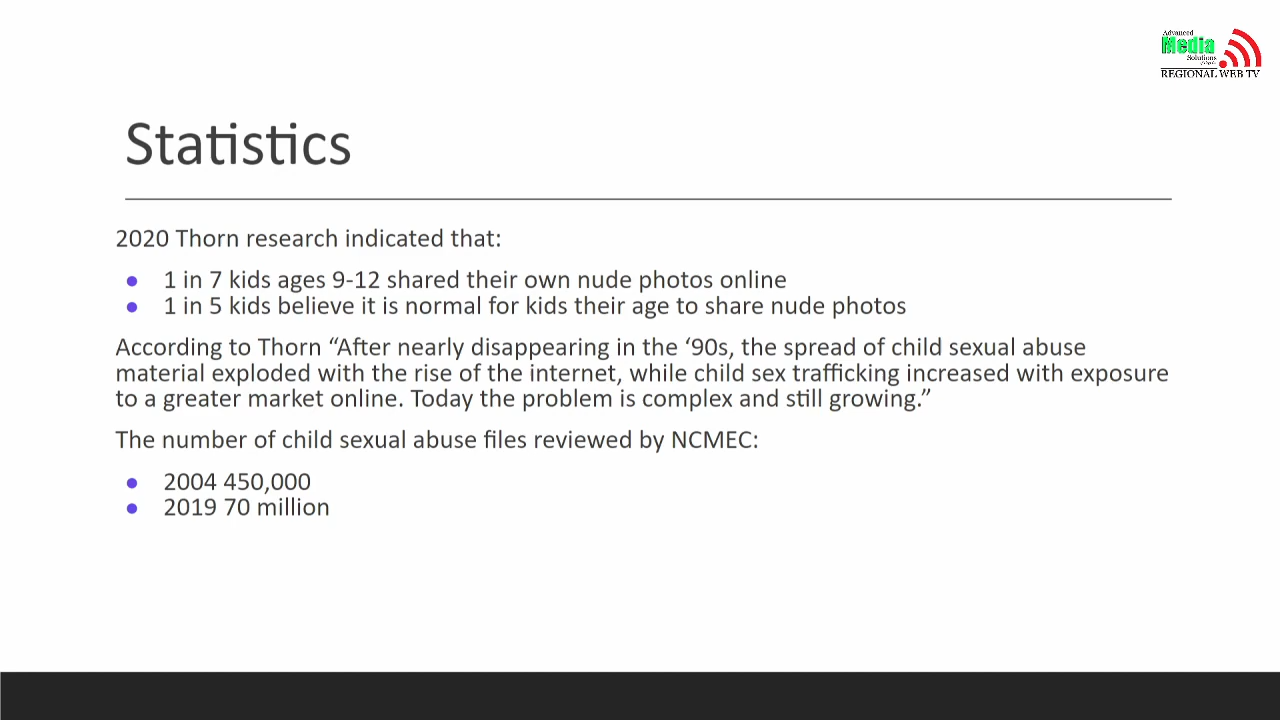 Advanced
Media
Solutions
REGIONAL WEB TV
Statistics
2020 Thorn research indicated that:
● 1 in 7 kids ages 9-12 shared their own nude photos online
● 1 in 5 kids believe it is normal for kids their age to share nude photos
According to Thorn “After nearly disappearing in the ‘90s, the spread of child sexual abuse
material exploded with the rise of the internet, while child sex trafficking increased with exposure
to a greater market online. Today the problem is complex and still growing.”
The number of child sexual abuse files reviewed by NCMEC:
● 2004 450,000
● 2019 70 million